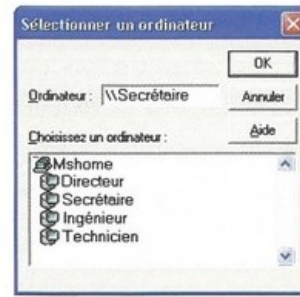 Sélectionner un ordinateur
OK
Ordinateur : \\Secrétaire
Annuler
Choisissez un ordinateur :
Aide
Mshome
Directeur
Secrétaire
Ingénieur
Technicien